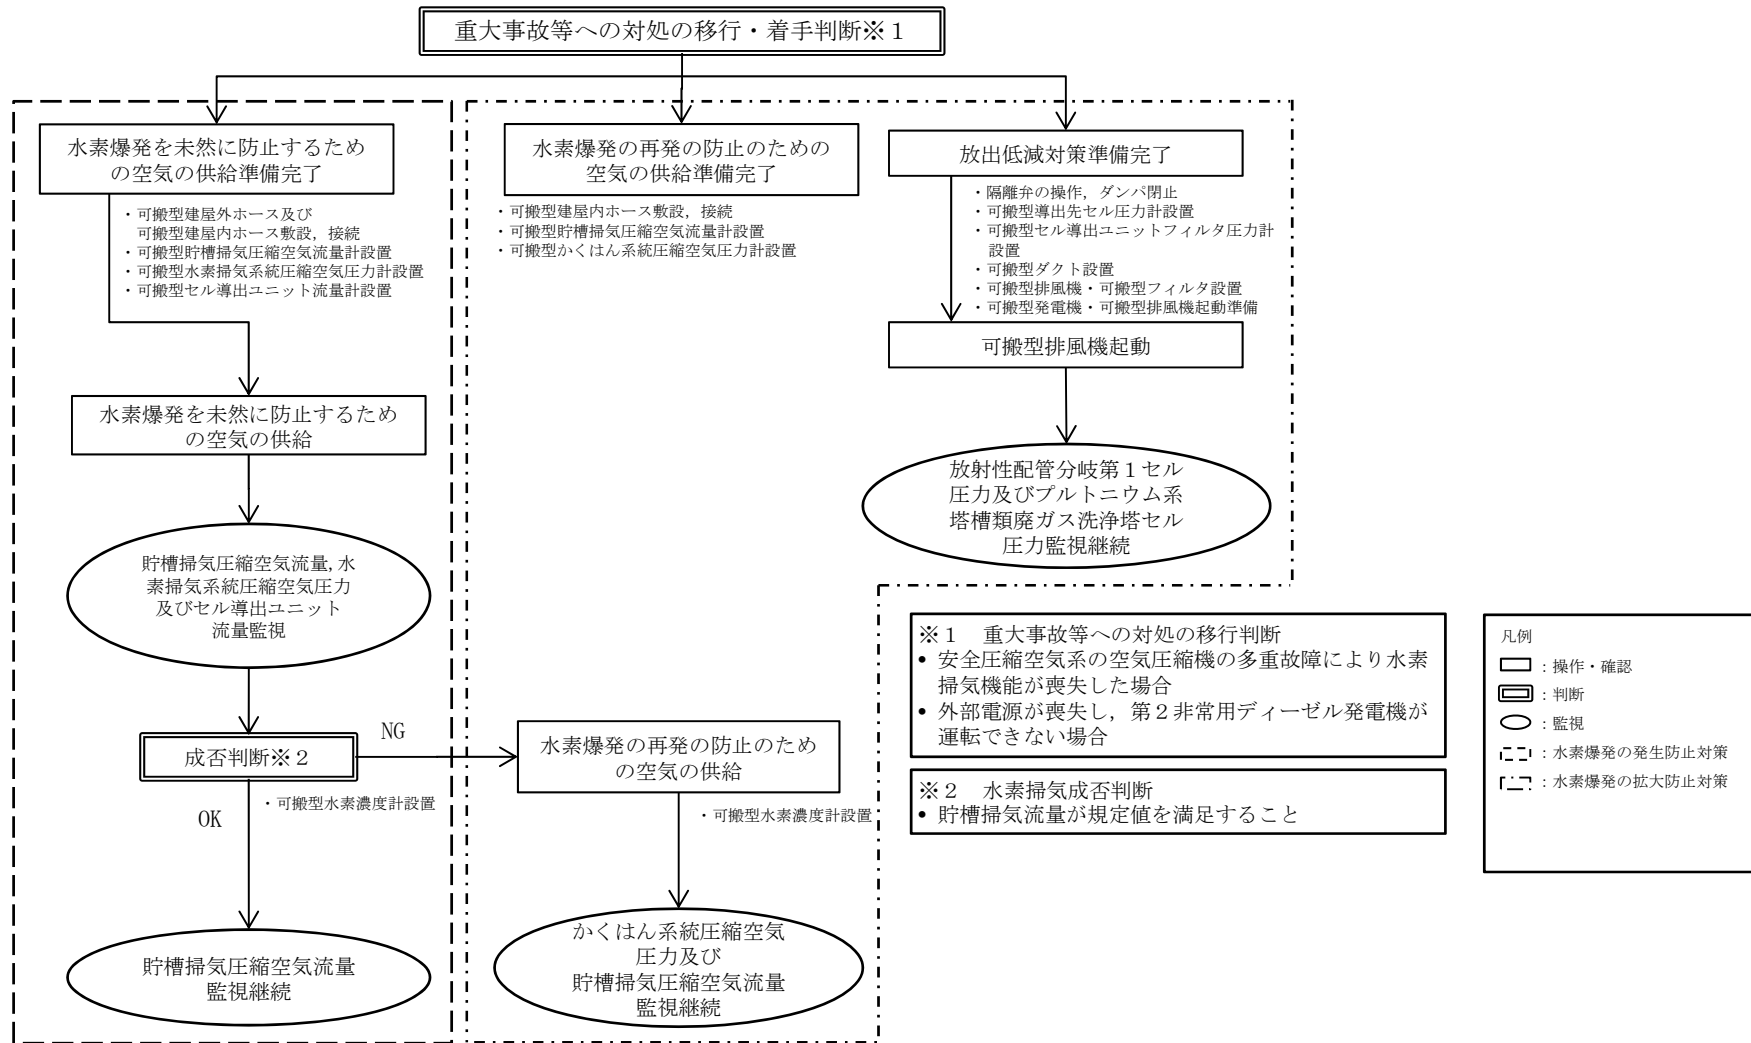 重大事故等への対処の移行・着手判断※１
水素爆発を未然に防止するため
の空気の供給準備完了
・可搬型建屋外ホース及び
可搬型建屋内ホース敷設，接続
・可搬型貯槽掃気圧縮空気流量計設置
・可搬型水素掃気系統圧縮空気圧力計設置
・可搬型セル導出ユニット流量計設置
水素爆発を未然に防止するため
の空気の供給
貯槽掃気圧縮空気流量,水
素掃気系統圧縮空気圧力
及びセル導出ユニット
流量監視
成否判断※２
NG
・可搬型水素濃度計設置
OK
貯槽掃気圧縮空気流量
監視継続
水素爆発の再発の防止のための
空気の供給準備完了
・可搬型建屋内ホース敷設，接続
・可搬型貯槽掃気圧縮空気流量計設置
・可搬型かくはん系統圧縮空気圧力計設置
水素爆発の再発の防止のため
の空気の供給
・可搬型水素濃度計設置
かくはん系統圧縮空気
圧力及び
貯槽掃気圧縮空気流量
監視継続
放出低減対策準備完了
・隔離弁の操作，ダンパ閉止
・可搬型導出先セル圧力計設置
・可搬型セル導出ユニットフィルタ圧力計
設置
・可搬型ダクト設置
・可搬型排風機・可搬型フィルタ設置
・可搬型発電機・可搬型排風機起動準備
可搬型排風機起動
放射性配管分岐第１セル
圧力及びプルトニウム系
塔槽類廃ガス洗浄塔セル
圧力監視継続
※１　重大事故等への対処の移行判断
• 安全圧縮空気系の空気圧縮機の多重故障により水素
掃気機能が喪失した場合
• 外部電源が喪失し，第２非常用ディーゼル発電機が
運転できない場合
※２　水素掃気成否判断
• 貯槽掃気流量が規定値を満足すること
凡例
：操作・確認
：判断
：監視
：水素爆発の発生防止対策
：水素爆発の拡大防止対策